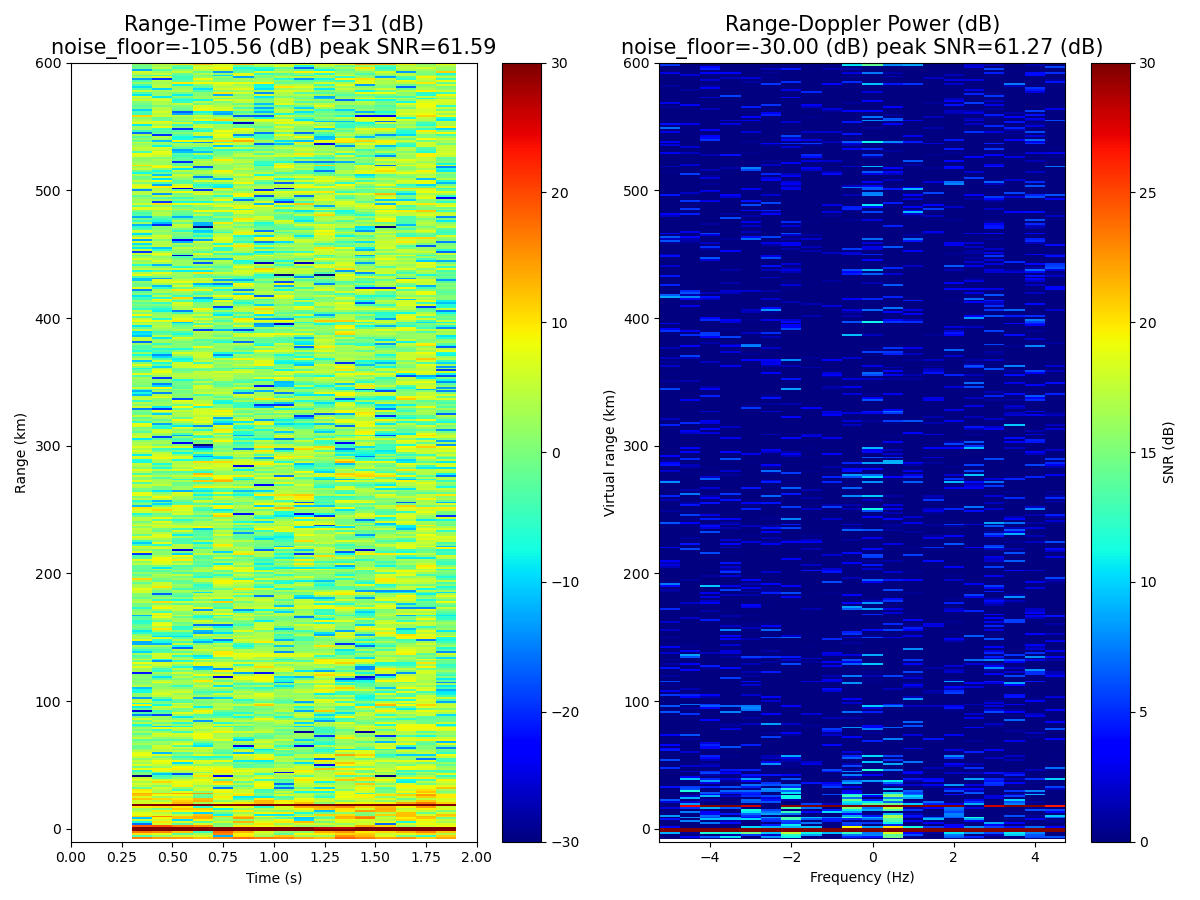 Range-Time Power f=31 (dB)
noise_floor=-105.56 (dB) peak SNR=61.59
Range-Doppler Power (dB)
noise_floor=-30.00 (dB) peak SNR=61.27 (dB)
600
500
400
300
200
100
0
Range (km)
0.00 0.25 0.50 0.75 1.00 1.25 1.50 1.75 2.00
Time (s)
30
20
10
0
−10
−20
−30
600
500
400
300
200
100
0
Virtual range (km)
−4 −2 0 2 4
Frequency (Hz)
30
25
20
15
10
5
0
SNR (dB)